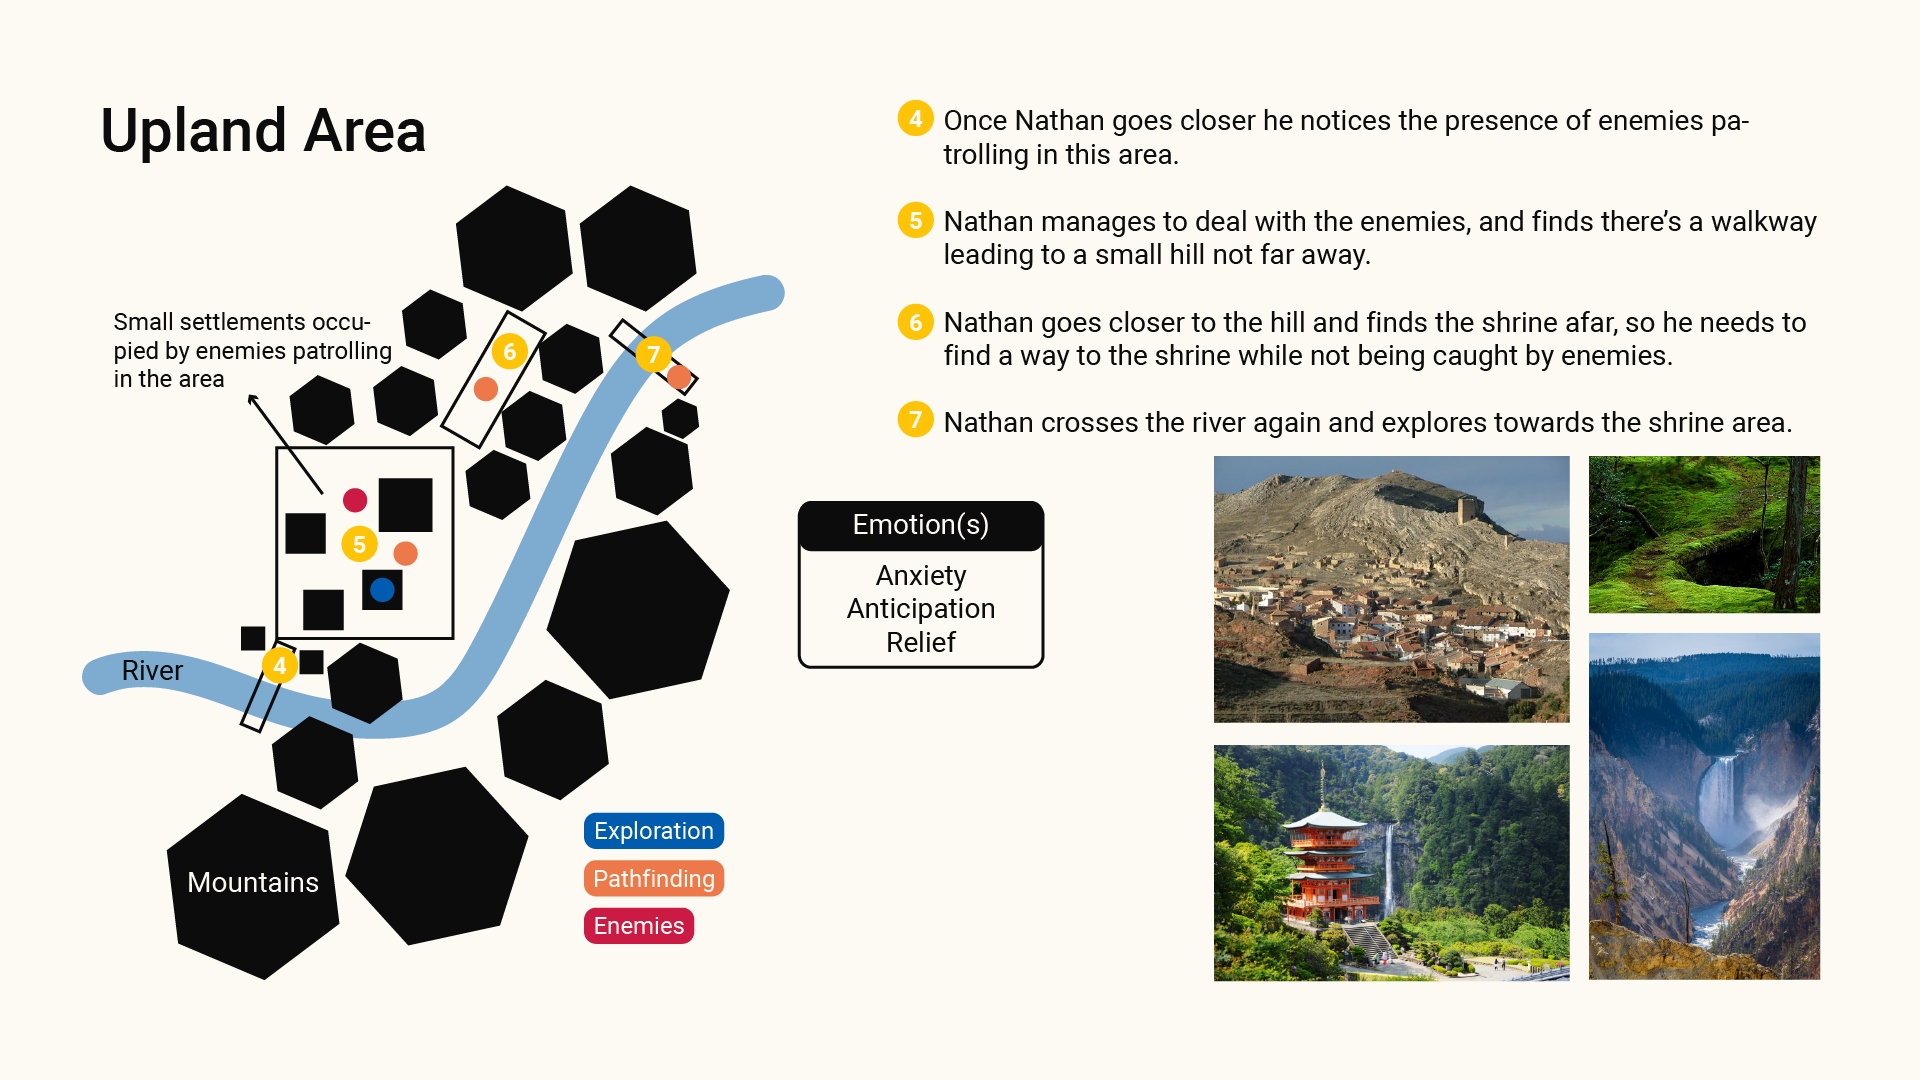 Upland Area
Small settlements occu-
pied by enemies patrolling
in the area
6
7
5
4
River
Mountains
Exploration
Pathfinding
Enemies
4 Once Nathan goes closer he notices the presence of enemies pa-
trolling in this area.
5 Nathan manages to deal with the enemies, and finds there’s a walkway
leading to a small hill not far away.
6 Nathan goes closer to the hill and finds the shrine afar, so he needs to
find a way to the shrine while not being caught by enemies.
7 Nathan crosses the river again and explores towards the shrine area.
Emotion(s)
Anxiety
Anticipation
Relief